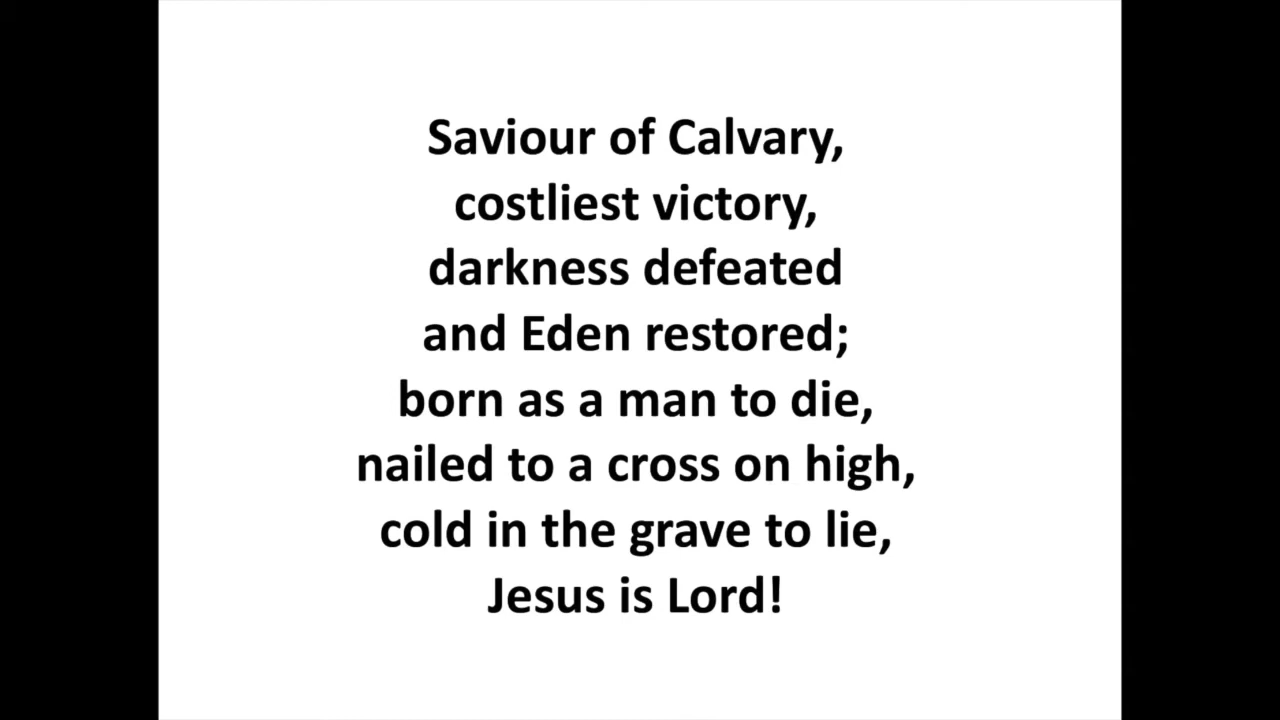 Saviour of Calvary,
costliest victory,
darkness defeated
and Eden restored;
born as a man to die,
nailed to a cross on high,
cold in the grave to lie,
Jesus is Lord!